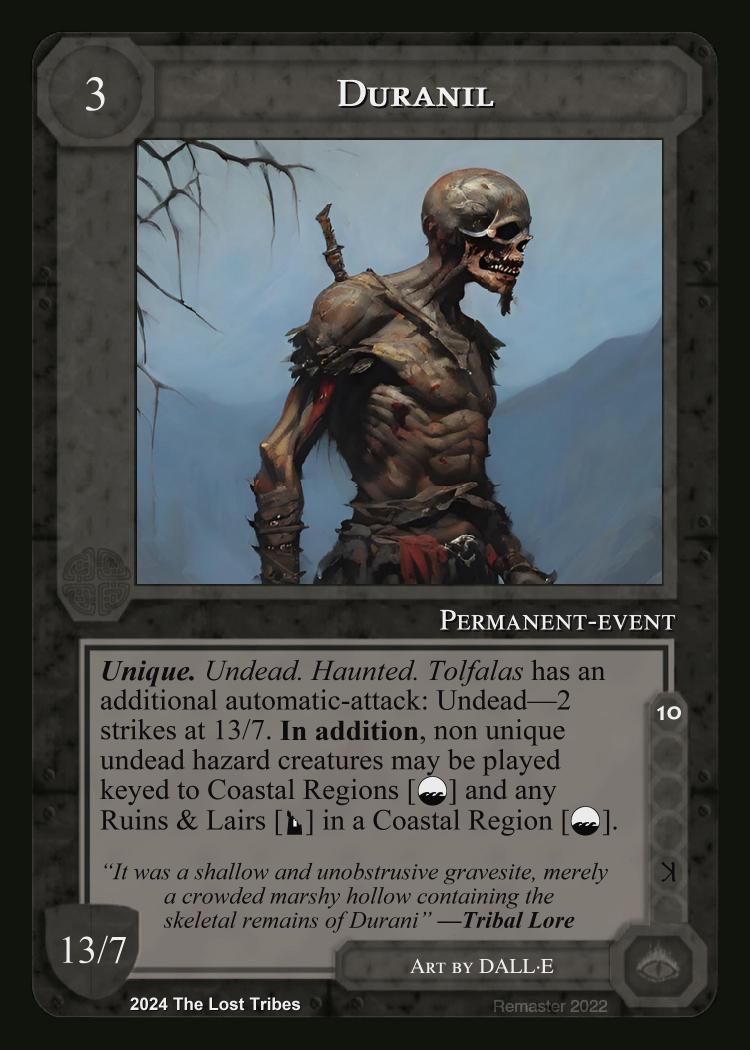 3
DURANIL
PERMANENT-EVENT
Unique. Undead. Haunted. Tolfalas has an
additional automatic-attack: Undead—2
strikes at 13/7. In addition, non unique
undead hazard creatures may be played
keyed to Coastal Regions [ ] and any
Ruins & Lairs [ ] in a Coastal Region [ ].
10
“It was a shallow and unobstrusive gravesite, merely
a crowded marshy hollow containing the
skeletal remains of Durani” —Tribal Lore
13/7
ART BY DALL·E
2024 The Lost Tribes
Remaster 2022